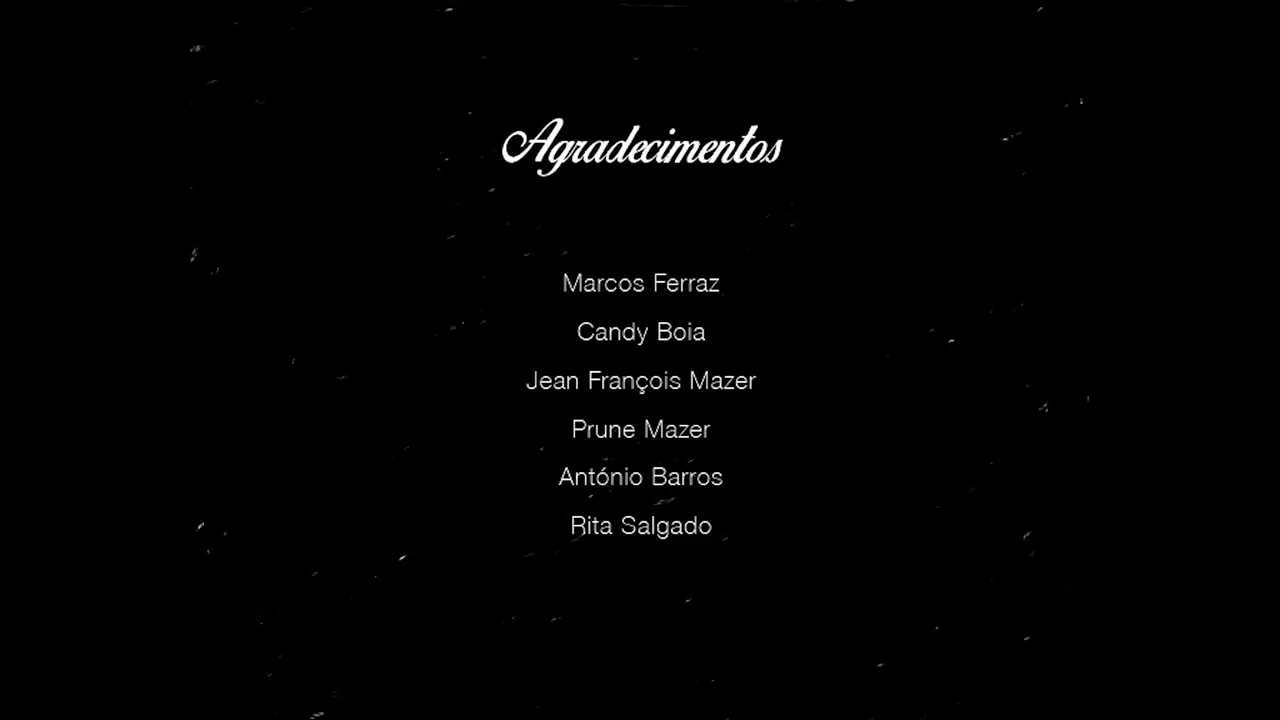 Agradecimentos
Marcos Ferraz
Candy Boia
Jean François Mazer
Prune Mazer
António Barros
Rita Salgado